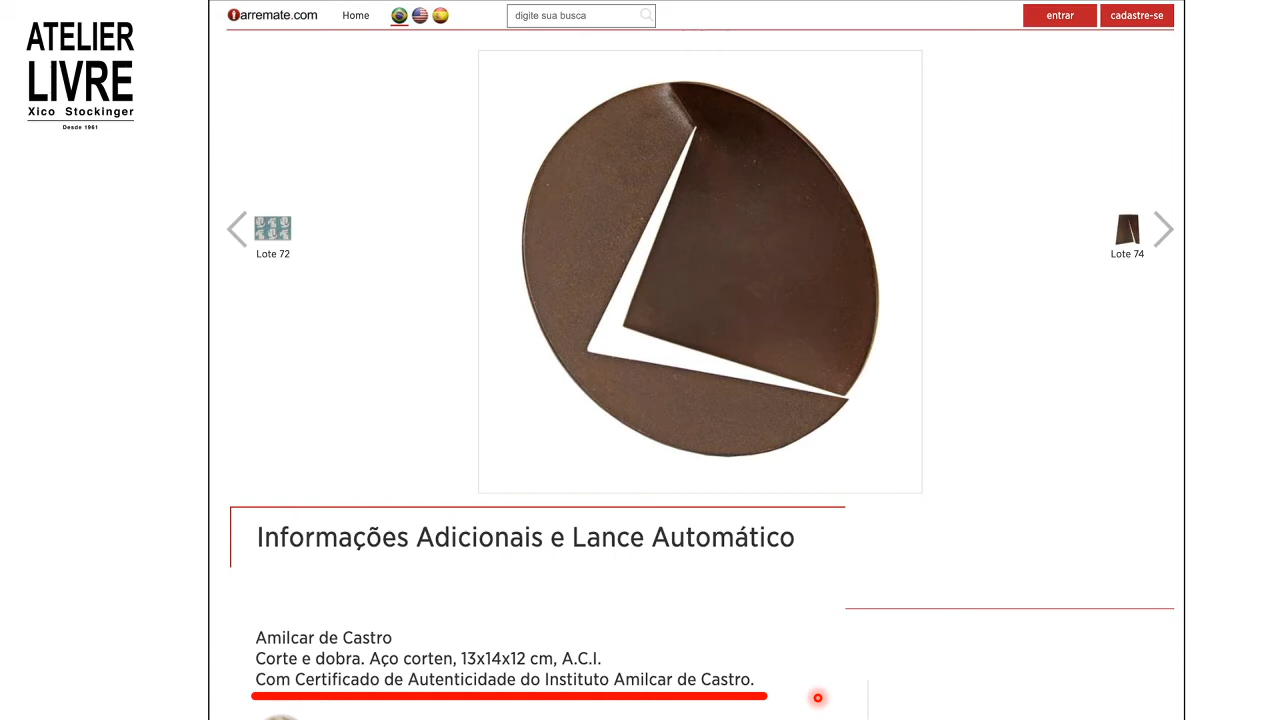 ATELIER
LIVRE
Xico Stockinger
Desde 1961
iarremate.com
Home
digite sua busca
entrar
cadastre-se
Lote 72
Lote 74
Informações Adicionais e Lance Automático
Amilcar de Castro
Corte e dobra. Aço corten, 13x14x12 cm, A.C.I.
Com Certificado de Autenticidade do Instituto Amilcar de Castro.